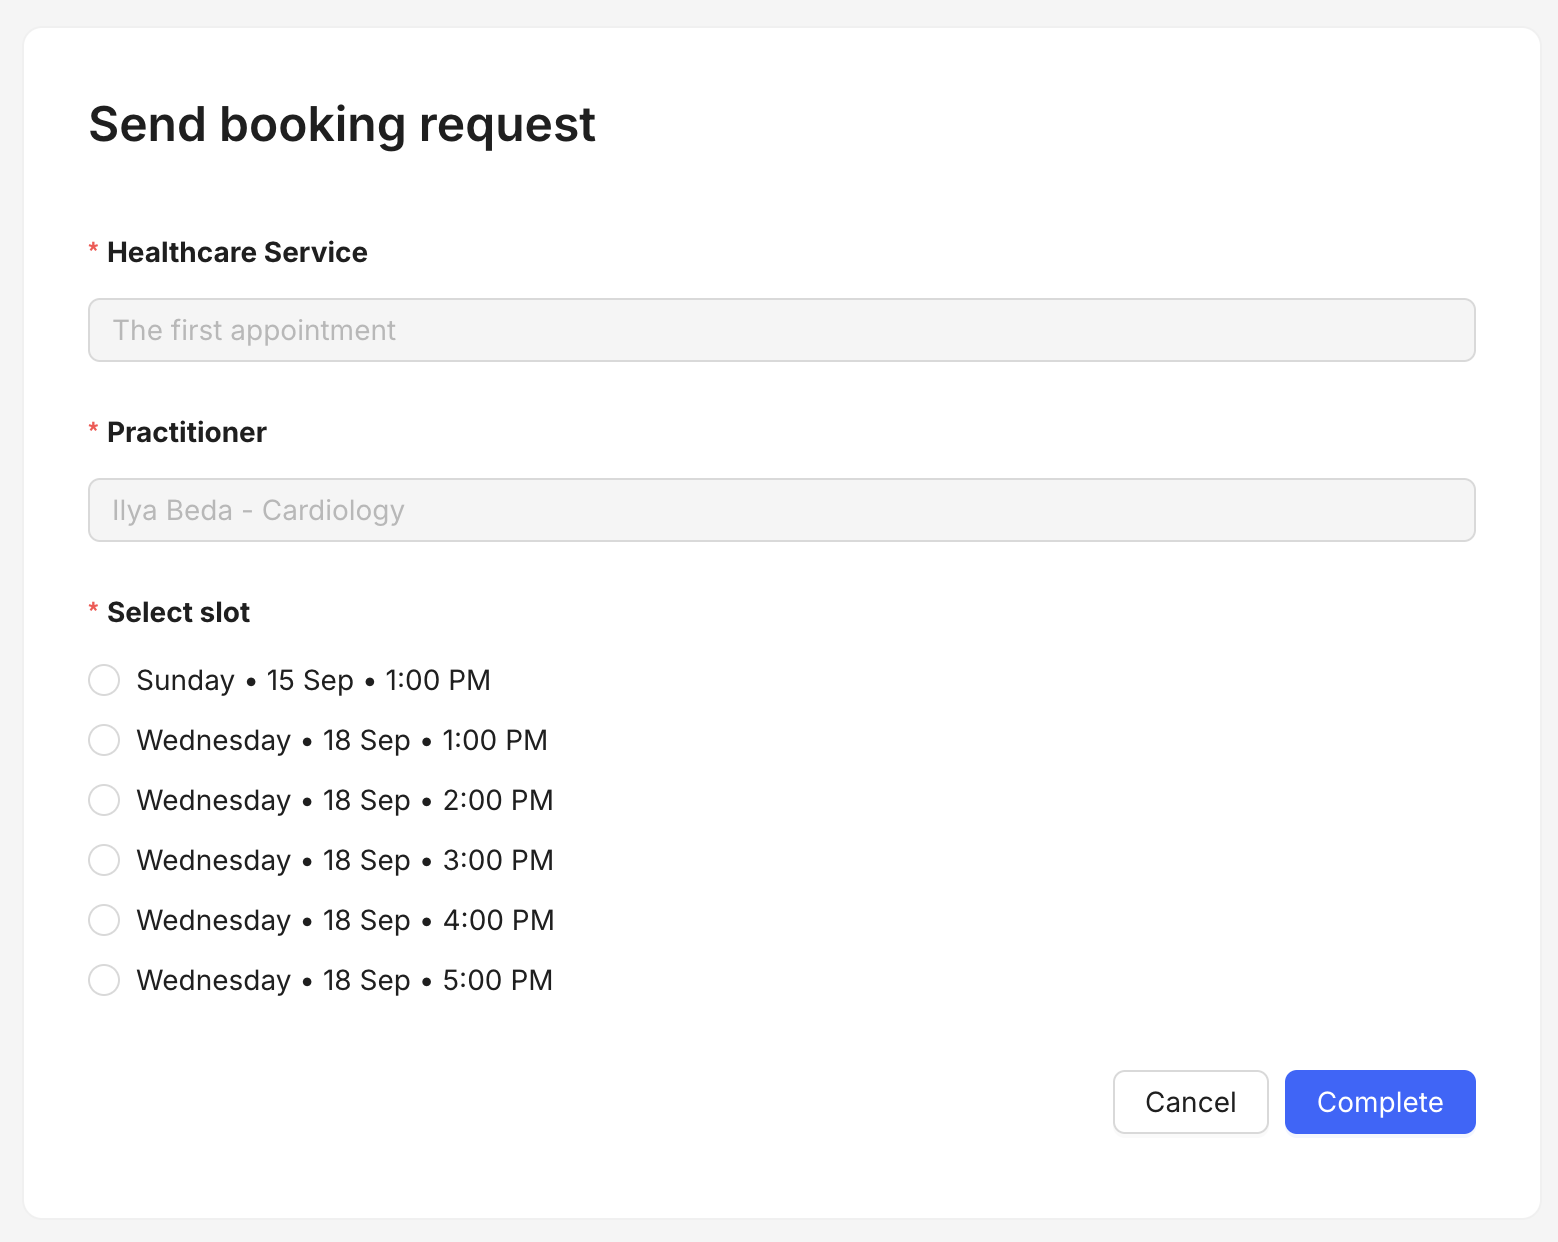 Send booking request
* Healthcare Service
The first appointment
* Practitioner
Ilya Beda - Cardiology
* Select slot
Sunday • 15 Sep • 1:00 PM
Wednesday • 18 Sep • 1:00 PM
Wednesday • 18 Sep • 2:00 PM
Wednesday • 18 Sep • 3:00 PM
Wednesday • 18 Sep • 4:00 PM
Wednesday • 18 Sep • 5:00 PM
Cancel Complete